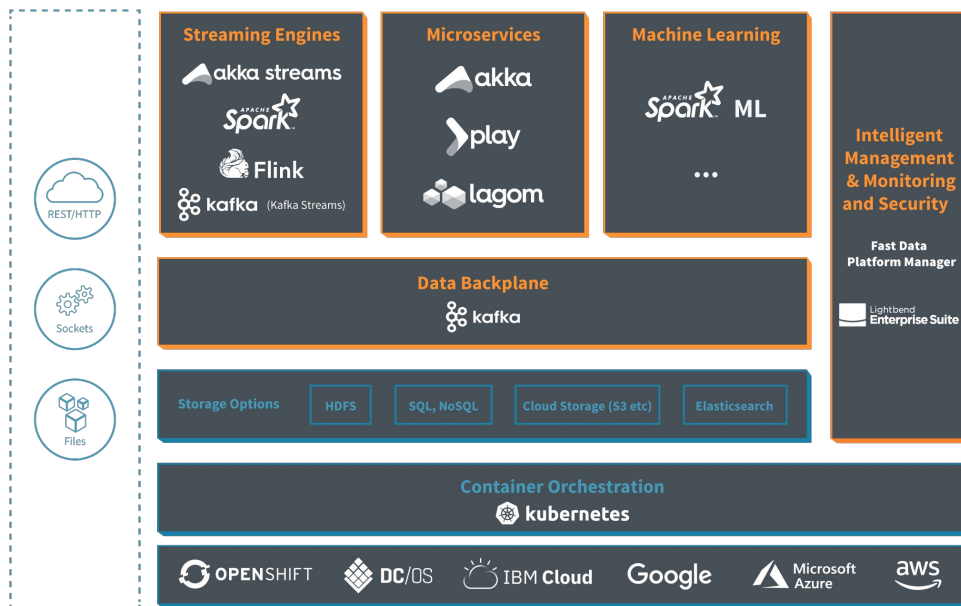 REST/HTTP
Sockets
Files
Streaming Engines
akka streams
APACHE
Spark™
Flink
kafka (Kafka Streams)
Microservices
akka
play
lagom
Machine Learning
APACHE
Spark™ ML
...
Intelligent
Management
& Monitoring
and Security
Fast Data
Platform Manager
Lightbend
Enterprise Suite
Data Backplane
kafka
Storage Options
HDFS
SQL, NoSQL
Cloud Storage (S3 etc)
Elasticsearch
Container Orchestration
kubernetes
OPENSHIFT
DC/OS
IBM Cloud
Google
Microsoft
Azure
aws